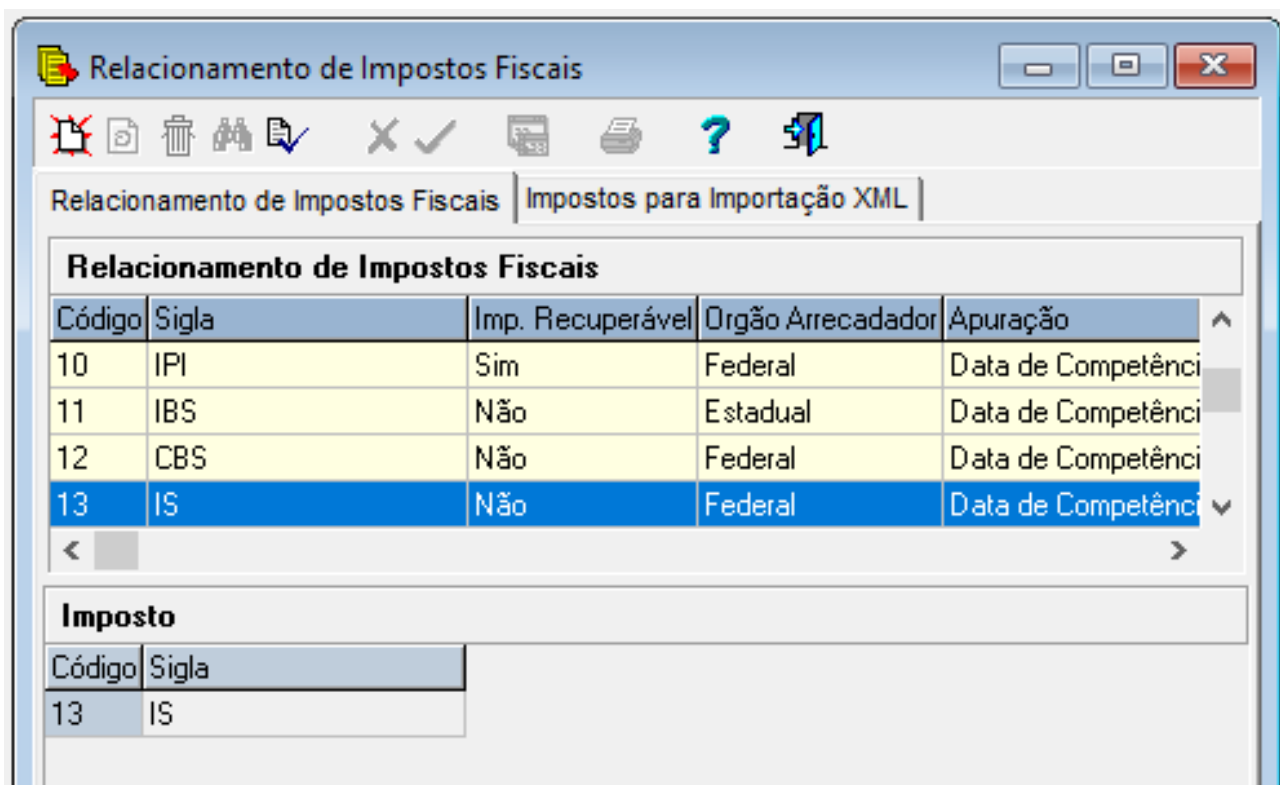 Relacionamento de Impostos Fiscais
Relacionamento de Impostos Fiscais Impostos para Importação XML
Relacionamento de Impostos Fiscais
Código Sigla Imp. Recuperável Orgão Arrecadador Apuração
10 IPI Sim Federal Data de Competênci
11 IBS Não Estadual Data de Competênci
12 CBS Não Federal Data de Competênci
13 IS Não Federal Data de Competênci
Imposto
Código Sigla
13 IS